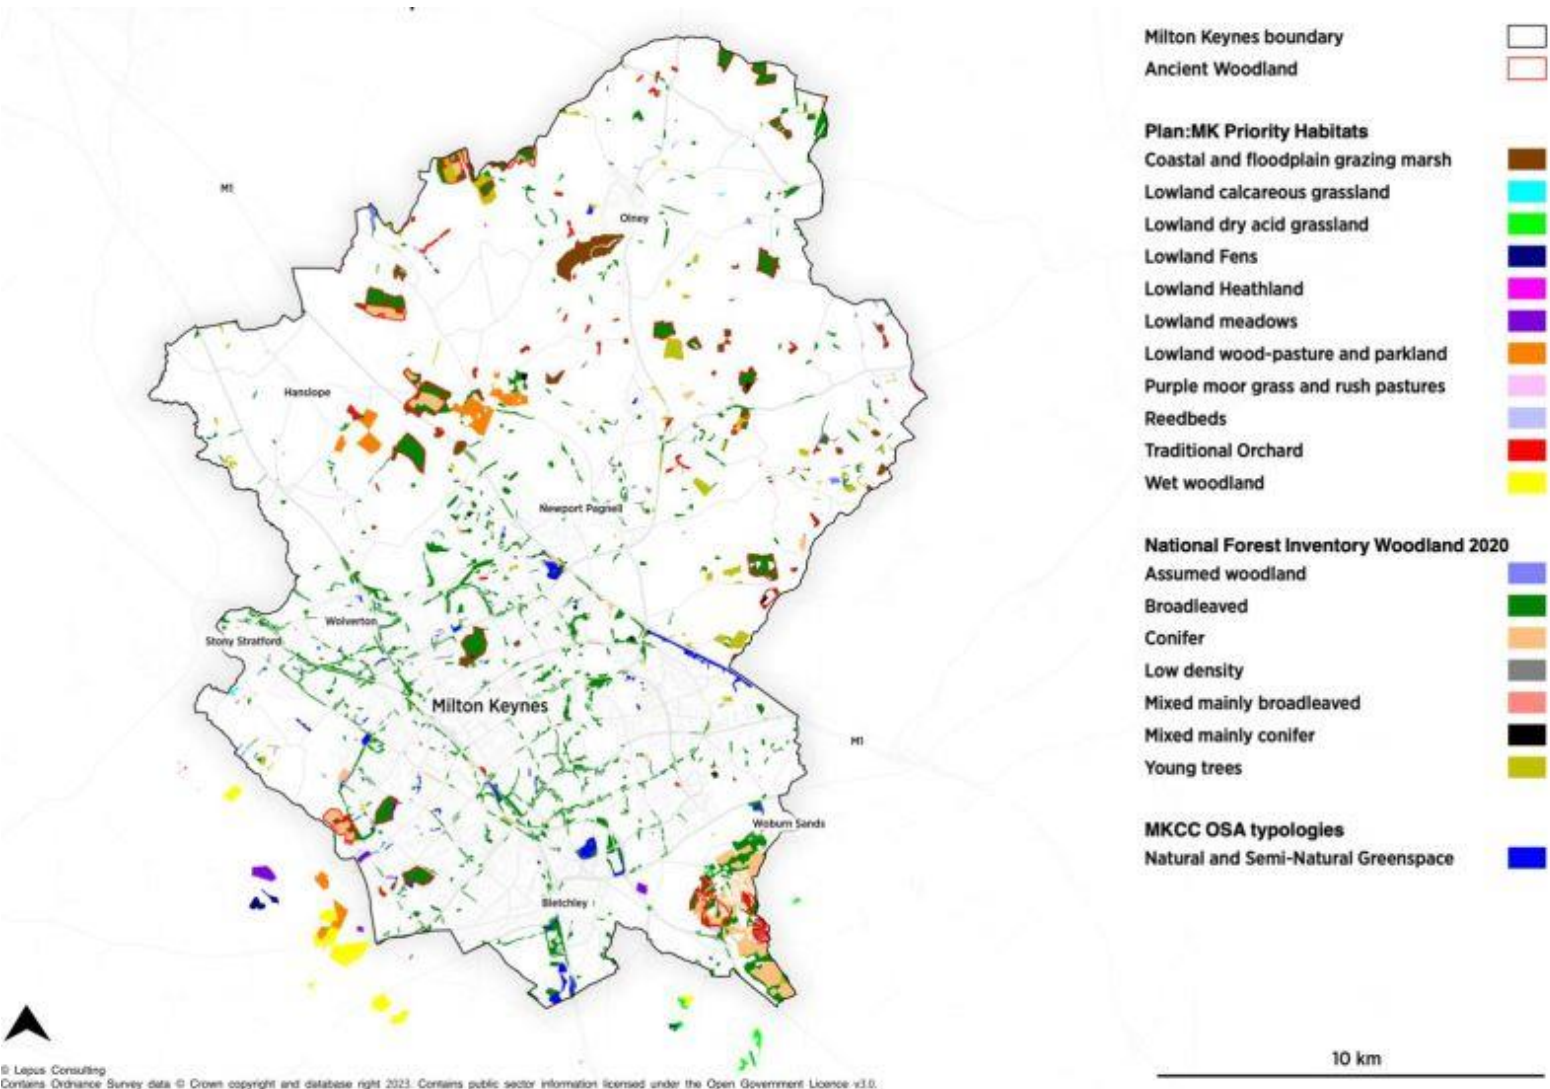 Milton Keynes boundary
Ancient Woodland
Plan:MK Priority Habitats
Coastal and floodplain grazing marsh
Lowland calcareous grassland
Lowland dry acid grassland
Lowland Fens
Lowland Heathland
Lowland meadows
Lowland wood-pasture and parkland
Purple moor grass and rush pastures
Reedbeds
Traditional Orchard
Wet woodland
National Forest Inventory Woodland 2020
Assumed woodland
Broadleaved
Conifer
Low density
Mixed mainly broadleaved
Mixed mainly conifer
Young trees
MKCC OSA typologies
Natural and Semi-Natural Greenspace
M1
Olney
Hanslope
Newport Pagnell
Wolverton
Stony Stratford
Milton Keynes
M1
Woburn Sands
Bletchley
10 km
© Lepus Consulting
Contains Ordnance Survey data © Crown copyright and database right 2023. Contains public sector information licensed under the Open Government Licence v3.0.